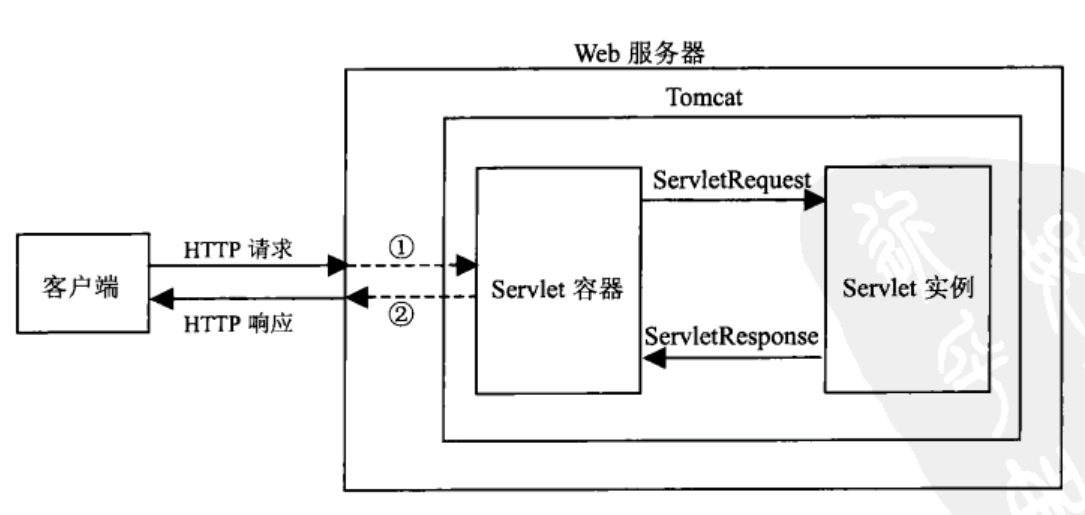 Web 服务器
Tomcat
ServletRequest
HTTP 请求
①
客户端
Servlet 容器
Servlet 实例
②
HTTP 响应
ServletResponse